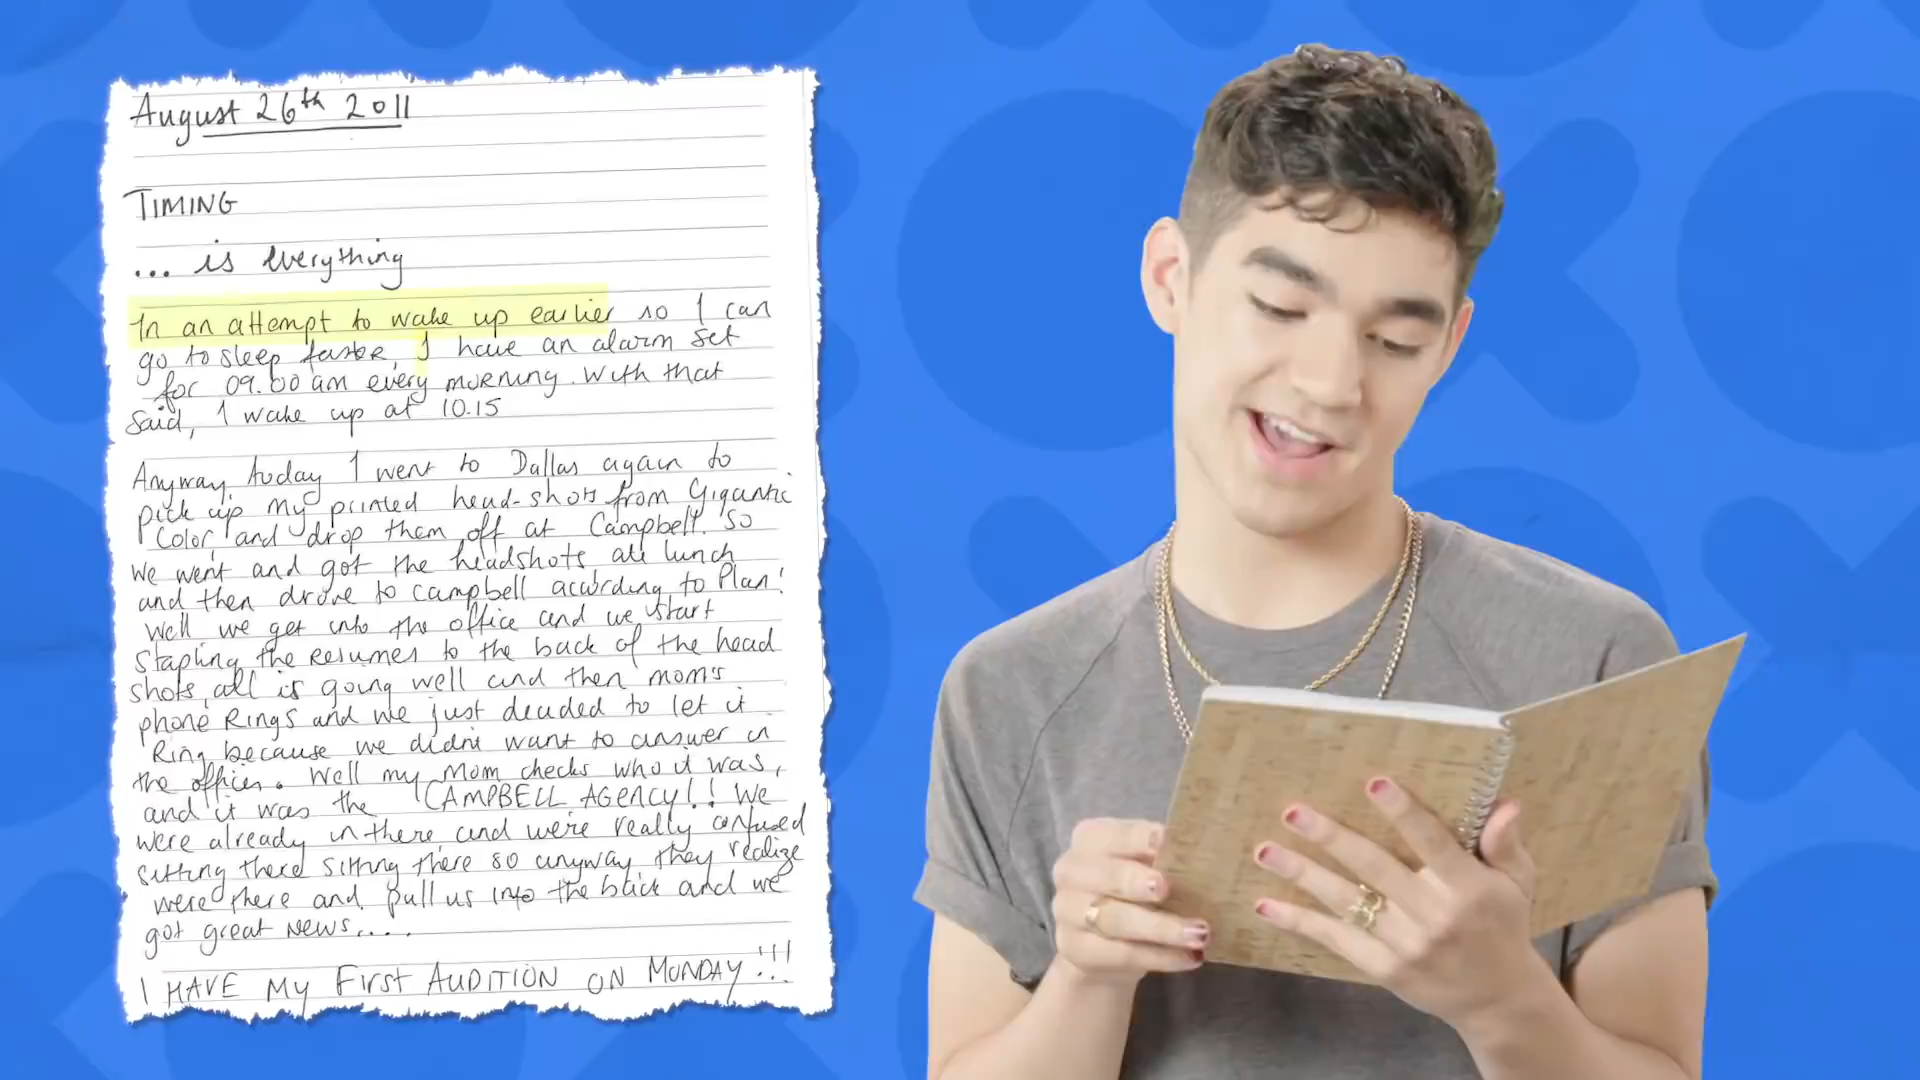 August 26th 2011
TIMING
... is everything
In an attempt to wake up earlier so I can
go to sleep faster, I have an alarm set
for 09.00 am every morning. With that
said, I wake up at 10.15
Anyway, today I went to Dallas again to
pick up my printed head-shots from Gigantic
Color and drop them off at Campbell. So
we went and got the headshots ate lunch
and then drove to Campbell according to Plan!
Well we get into the office and we start
stapling the resumes to the back of the head
shots, all is going well and then mom's
phone Rings and we just decided to let it
Ring because we didn't want to answer in
the offices. Well my Mom checks who it was,
and it was the CAMPBELL AGENCY!! We
were already in there and we're really confused
sitting there sitting there so anyway they realize
were there and pull us into the back and we
got great news.....
I HAVE MY FIRST AUDITION ON MONDAY!!!